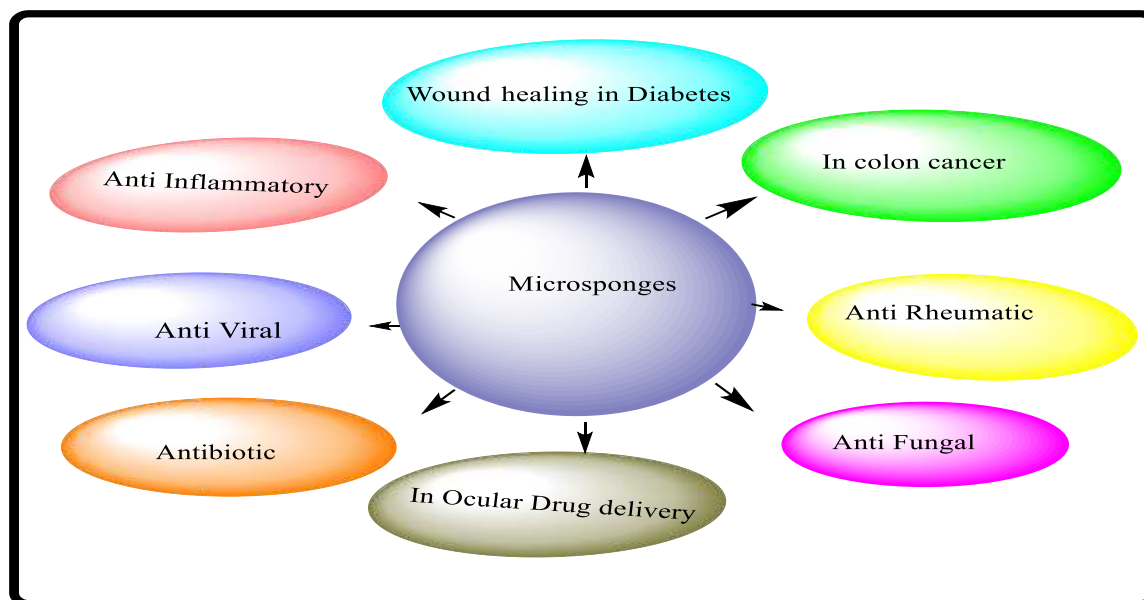 Wound healing in Diabetes
In colon cancer
Anti Inflammatory
Microsponges
Anti Rheumatic
Anti Viral
Anti Fungal
Antibiotic
In Ocular Drug delivery